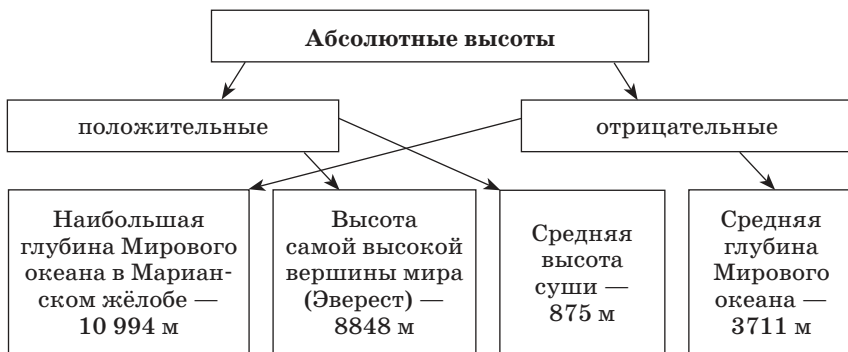 Абсолютные высоты
положительные
отрицательные
Наибольшая
глубина Мирового
океана в Мариан-
ском жёлобе —
10 994 м
Высота
самой высокой
вершины мира
(Эверест) —
8848 м
Средняя
высота
суши —
875 м
Средняя
глубина
Мирового
океана —
3711 м